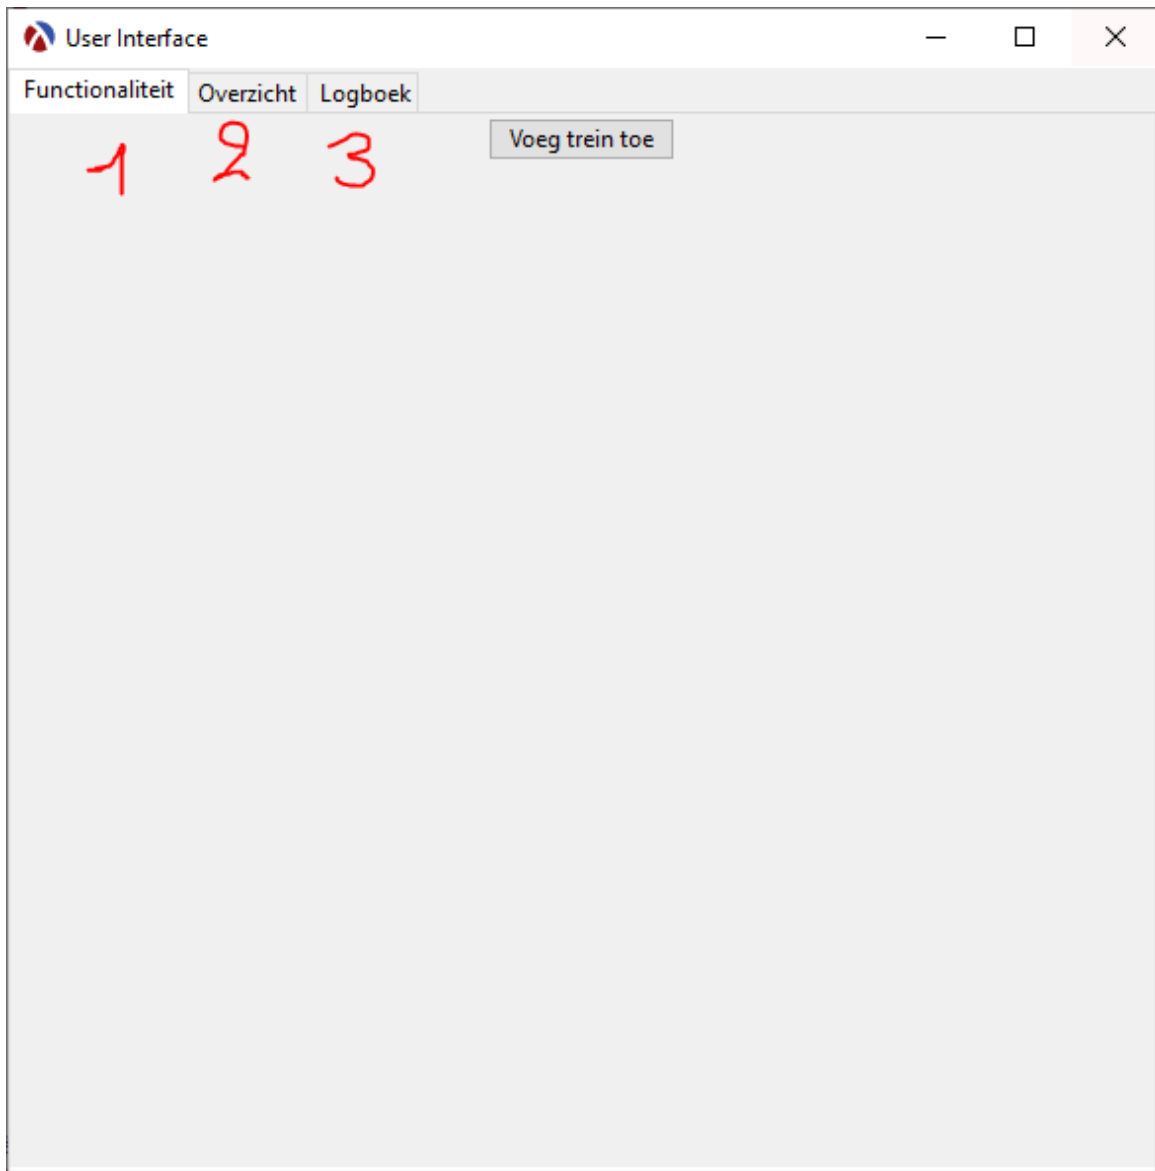 User Interface
Functionaliteit Overzicht Logboek
1 2 3 Voeg trein toe